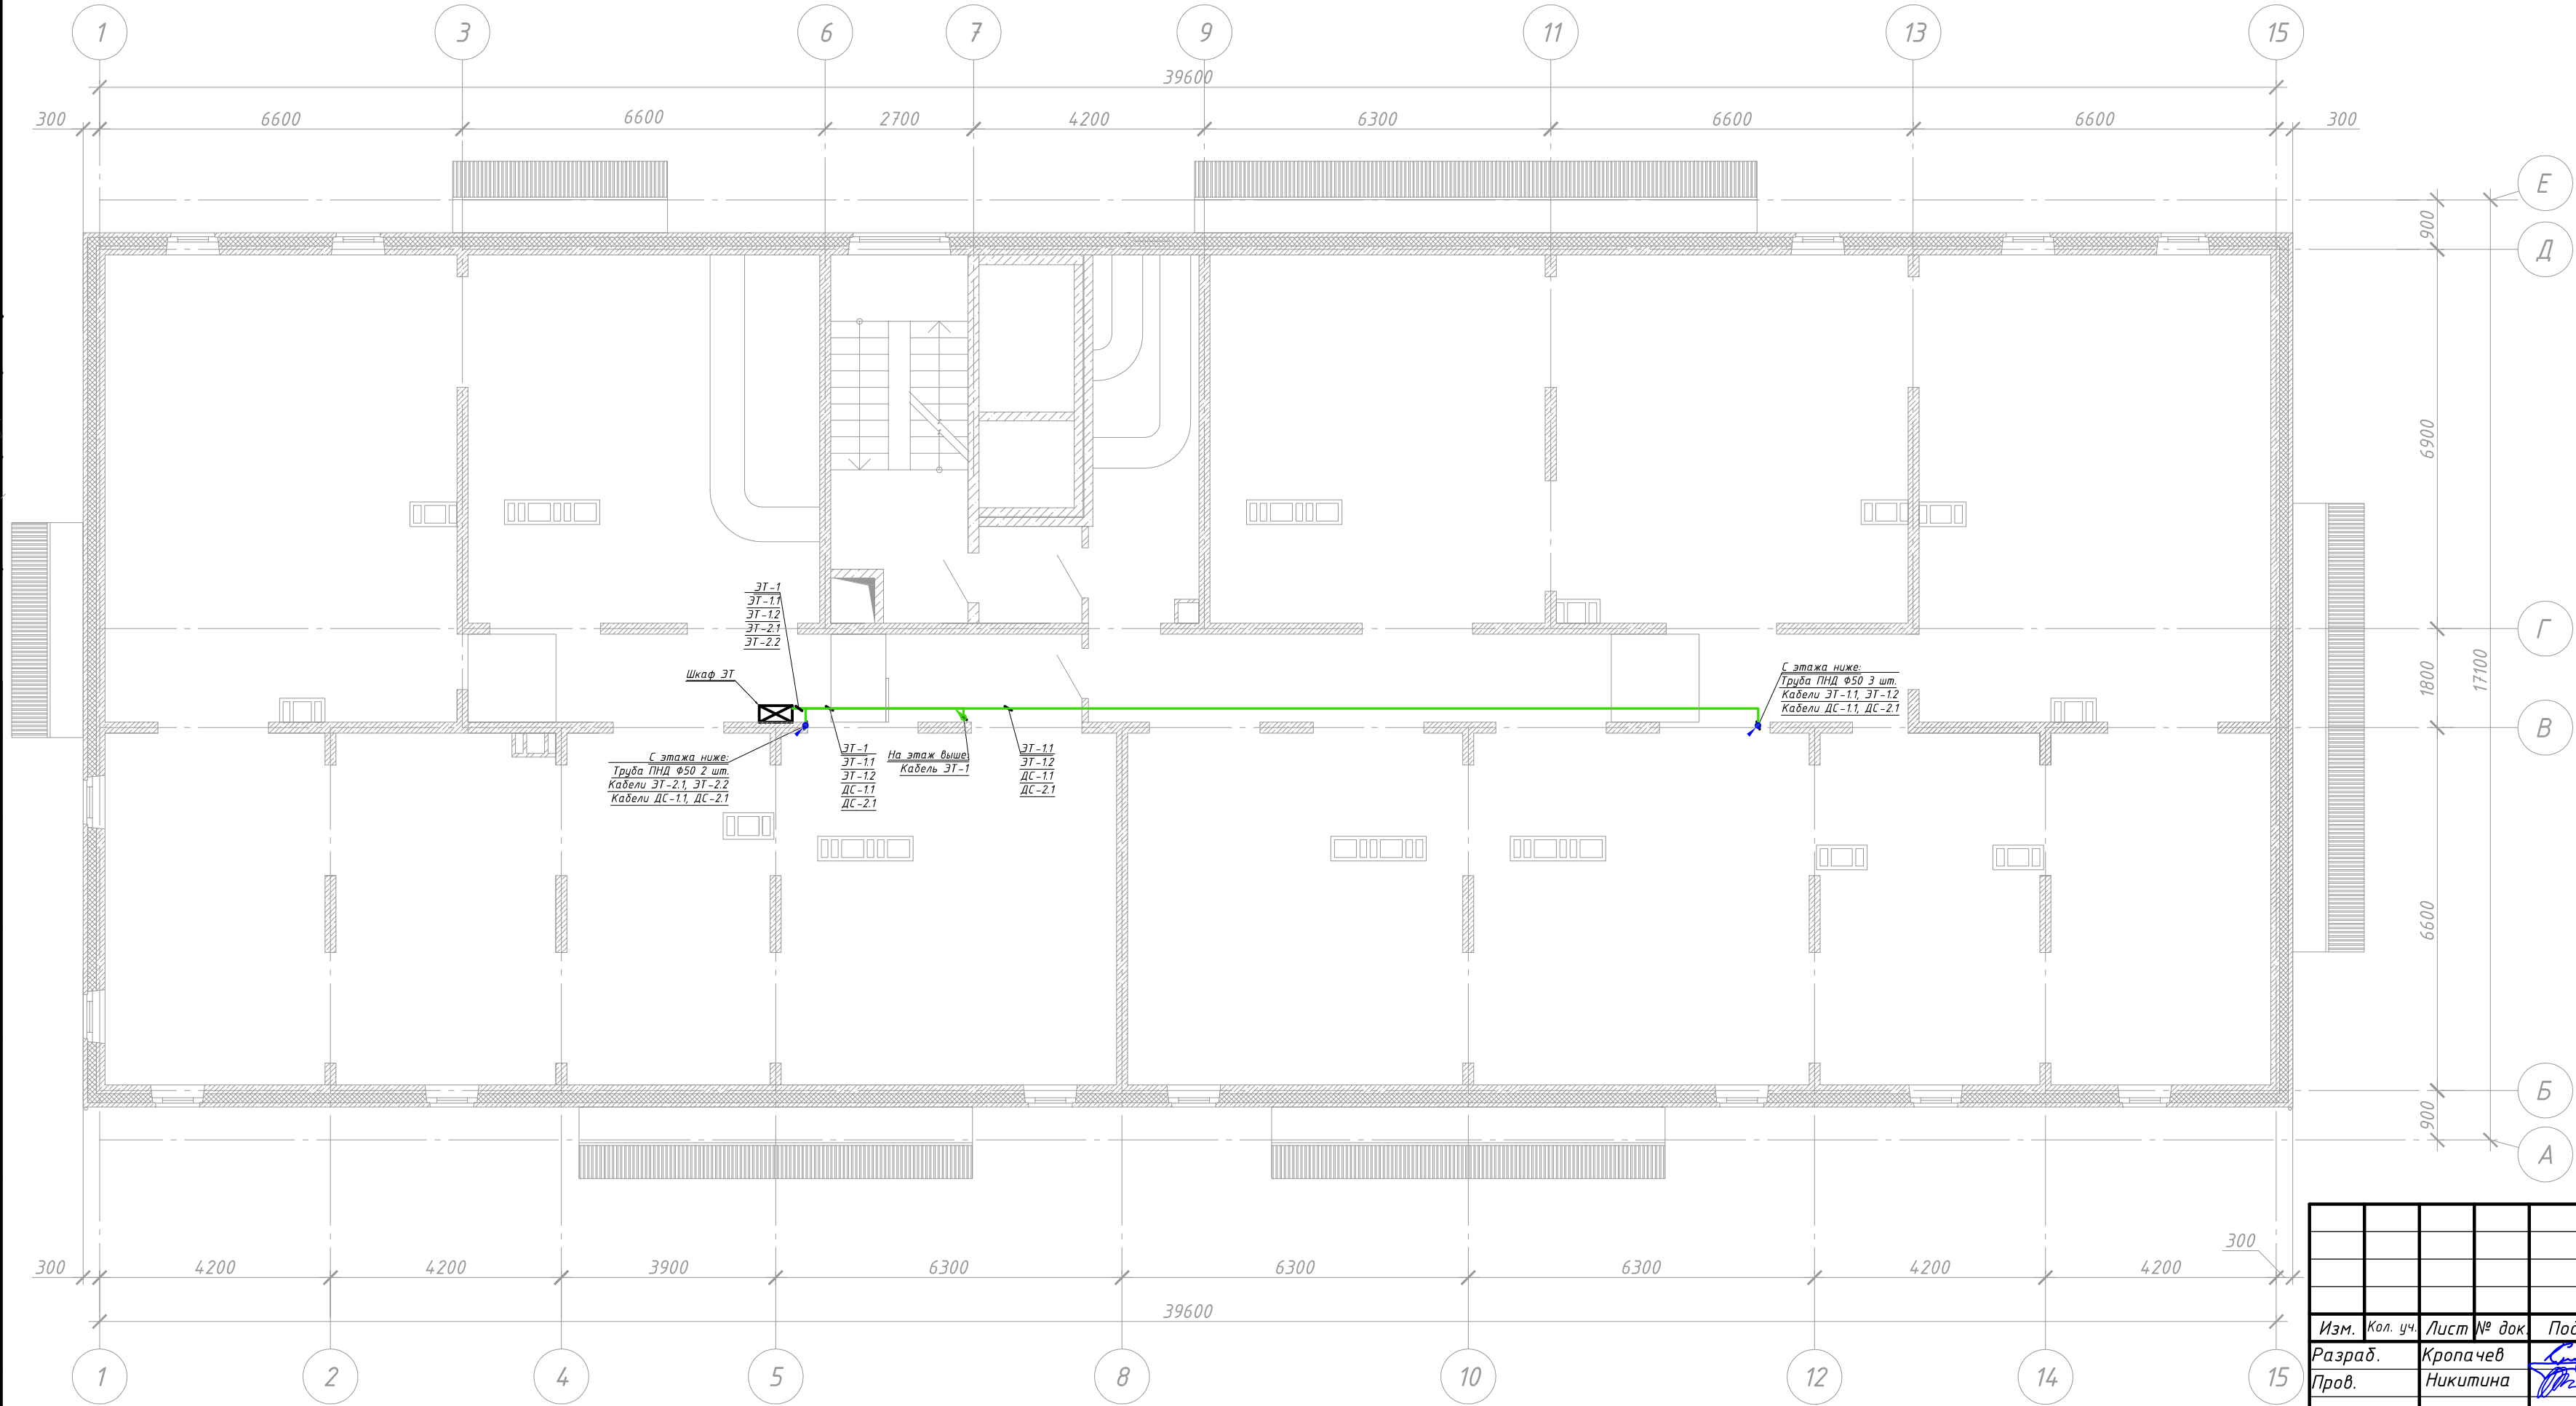 1 3 6 7 9 11 13 15
39600
300 6600 6600 2700 4200 6300 6600 6600 300
Е
900
Д
6900
Г
1800
17100
В
6600
Б
900
А
ЭТ-1
ЭТ-1.1
ЭТ-1.2
ЭТ-2.1
ЭТ-2.2
Шкаф ЭТ
С этажа ниже:
Труба ПНД Ф50 3 шт.
Кабели ЭТ-1.1, ЭТ-1.2
Кабели ДС-1.1, ДС-2.1
С этажа ниже:
Труба ПНД Ф50 2 шт.
Кабели ЭТ-2.1, ЭТ-2.2
Кабели ДС-1.1, ДС-2.1
ЭТ-1
ЭТ-1.1
ЭТ-1.2
ДС-1.1
ДС-2.1
На этаж выше:
Кабель ЭТ-1
ЭТ-1.1
ЭТ-1.2
ДС-1.1
ДС-2.1
300 4200 4200 3900 6300 6300 6300 4200 4200 300
39600
1 2 4 5 8 10 12 14 15
Изм. Кол. уч. Лист № док.
Разраб. Кропачев
Пров. Никитина